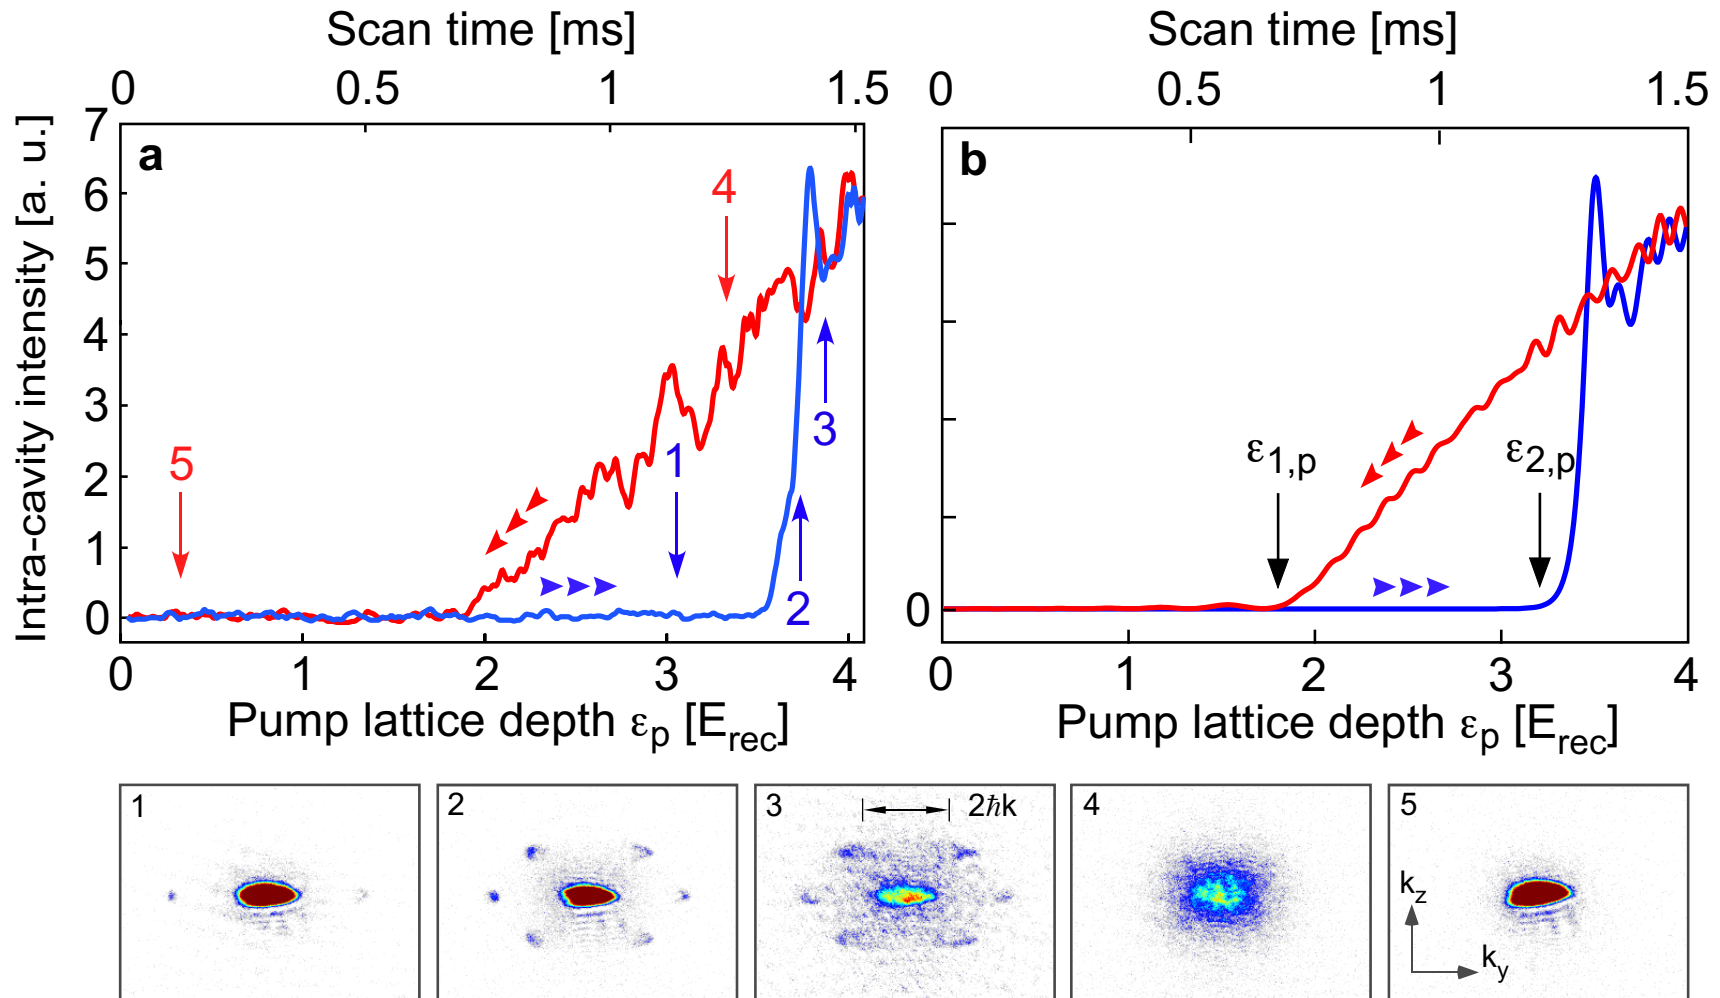 Scan time [ms]
Scan time [ms]
0 0.5 1 1.5
0 0.5 1 1.5
Intra-cavity intensity [a. u.]
7
6
5
4
3
2
1
0
a
4
5
1
3
2
0 1 2 3 4
Pump lattice depth εp [Erec]
b
ε1,p
ε2,p
0
0 1 2 3 4
Pump lattice depth εp [Erec]
1
2
3
2ħk
4
5
kz
ky